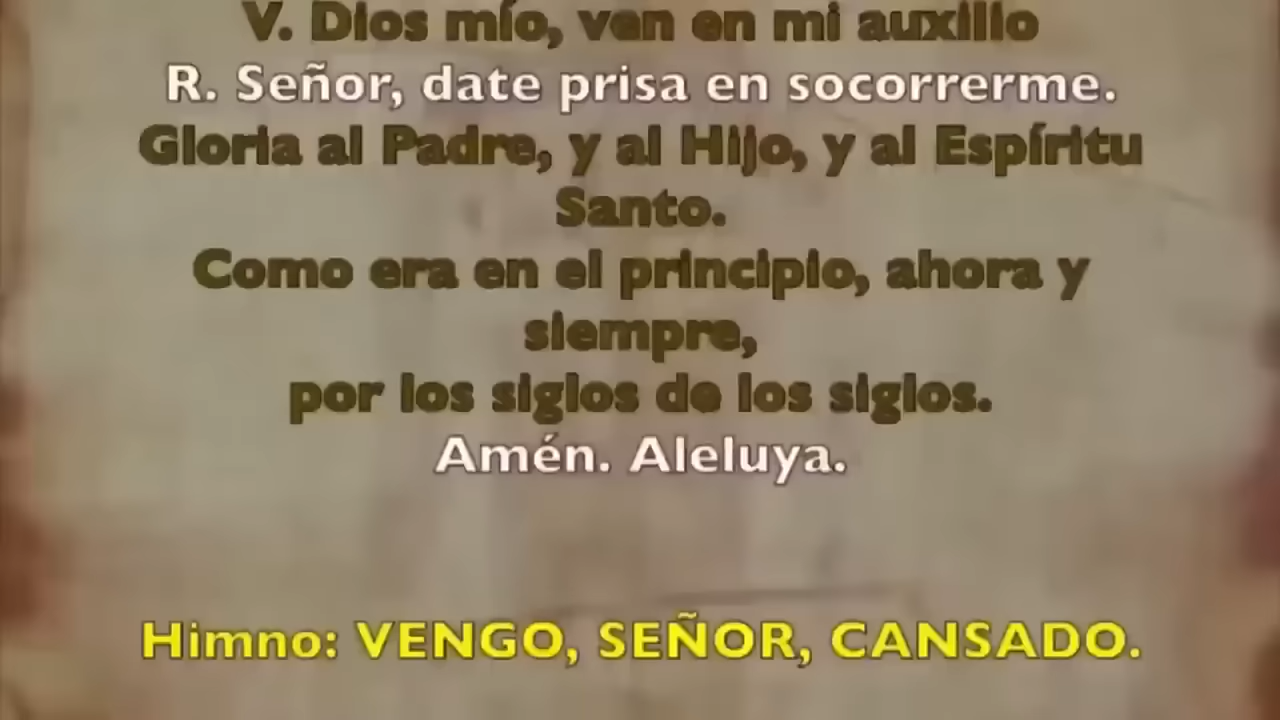 V. Dios mío, ven en mi auxilio
R. Señor, date prisa en socorrerme.
Gloria al Padre, y al Hijo, y al Espíritu
Santo.
Como era en el principio, ahora y
siempre,
por los siglos de los siglos.
Amén. Aleluya.
Himno: VENGO, SEÑOR, CANSADO.